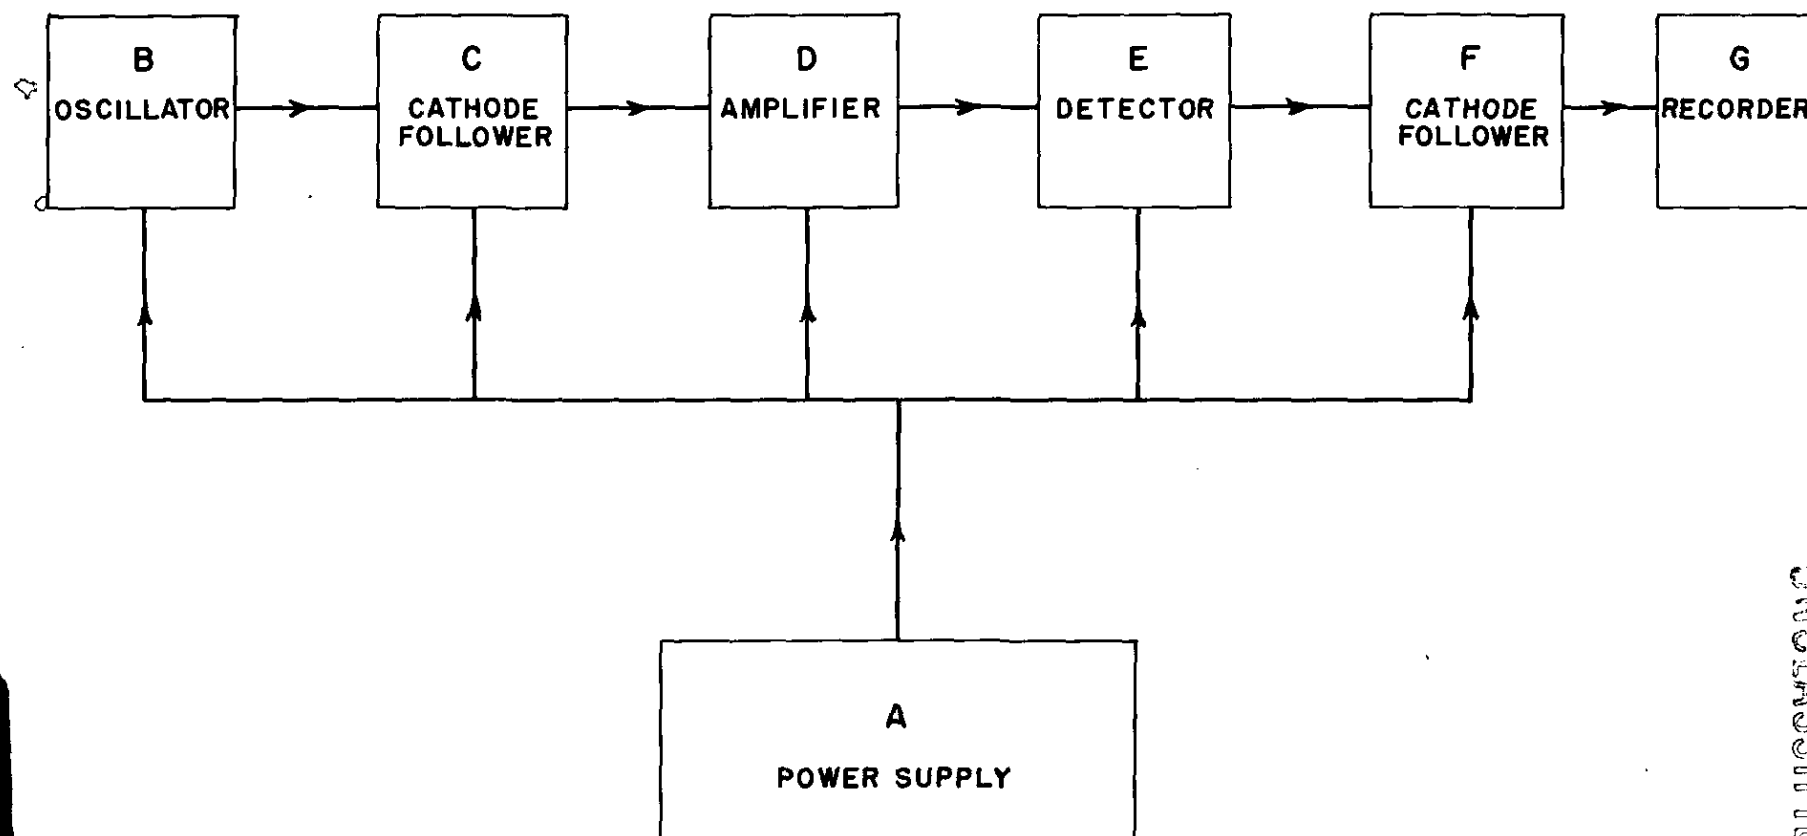 B
OSCILLATOR
C
CATHODE
FOLLOWER
D
AMPLIFIER
E
DETECTOR
F
CATHODE
FOLLOWER
G
RECORDER
A
POWER SUPPLY